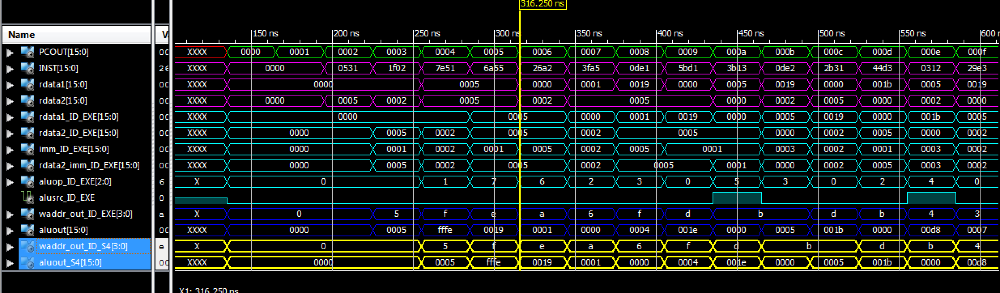 316.250 ns
Name V. 150 ns 200 ns 250 ns 300 ns 350 ns 400 ns 450 ns 500 ns 550 ns 600 n
PCOUT[15:0] 00 XXXX 0000 0001 0002 0003 0004 0005 0006 0007 0008 0009 000a 000b 000c 000d 000e 000f
INST[15:0] 26 XXXX 0000 0531 1f02 7e51 6a55 26a2 3fa5 0de1 5bd1 3b13 0de2 2b31 44d3 0312 29e3
rdata1[15:0] 00 XXXX 0000 0005 0000 0001 0019 0000 0005 0019 0000 001b 0005 0019
rdata2[15:0] 00 XXXX 0000 0005 0002 0005 0002 0005 0000 0002 0005 0000 0002 0000
rdata1_ID_EXE[15:0] 00 XXXX 0000 0005 0000 0001 0019 0000 0005 0019 0000 001b 0005
rdata2_ID_EXE[15:0] 00 XXXX 0000 0005 0002 0005 0002 0005 0000 0002 0005 0000 0002
imm_ID_EXE[15:0] 00 XXXX 0000 0001 0002 0001 0005 0002 0005 0001 0003 0002 0001 0003 0002
rdata2_imm_ID_EXE[15:0] 00 XXXX 0000 0005 0002 0005 0002 0005 0001 0000 0002 0005 0003 0002
aluop_ID_EXE[2:0] 6 X 0 1 7 6 2 3 0 5 3 0 2 4 0
alusrc_ID_EXE 0
waddr_out_ID_EXE[3:0] a X 0 5 f e a 6 f d b d b 4 3
aluout[15:0] 00 XXXX 0000 0005 fffe 0019 0001 0000 0004 001e 0000 0005 001b 0000 00d8 0007
waddr_out_ID_S4[3:0] e X 0 5 f e a 6 f d b d b 4
aluout_S4[15:0] 00 XXXX 0000 0005 fffe 0019 0001 0000 0004 001e 0000 0005 001b 0000 00d8
X1: 316.250 ns